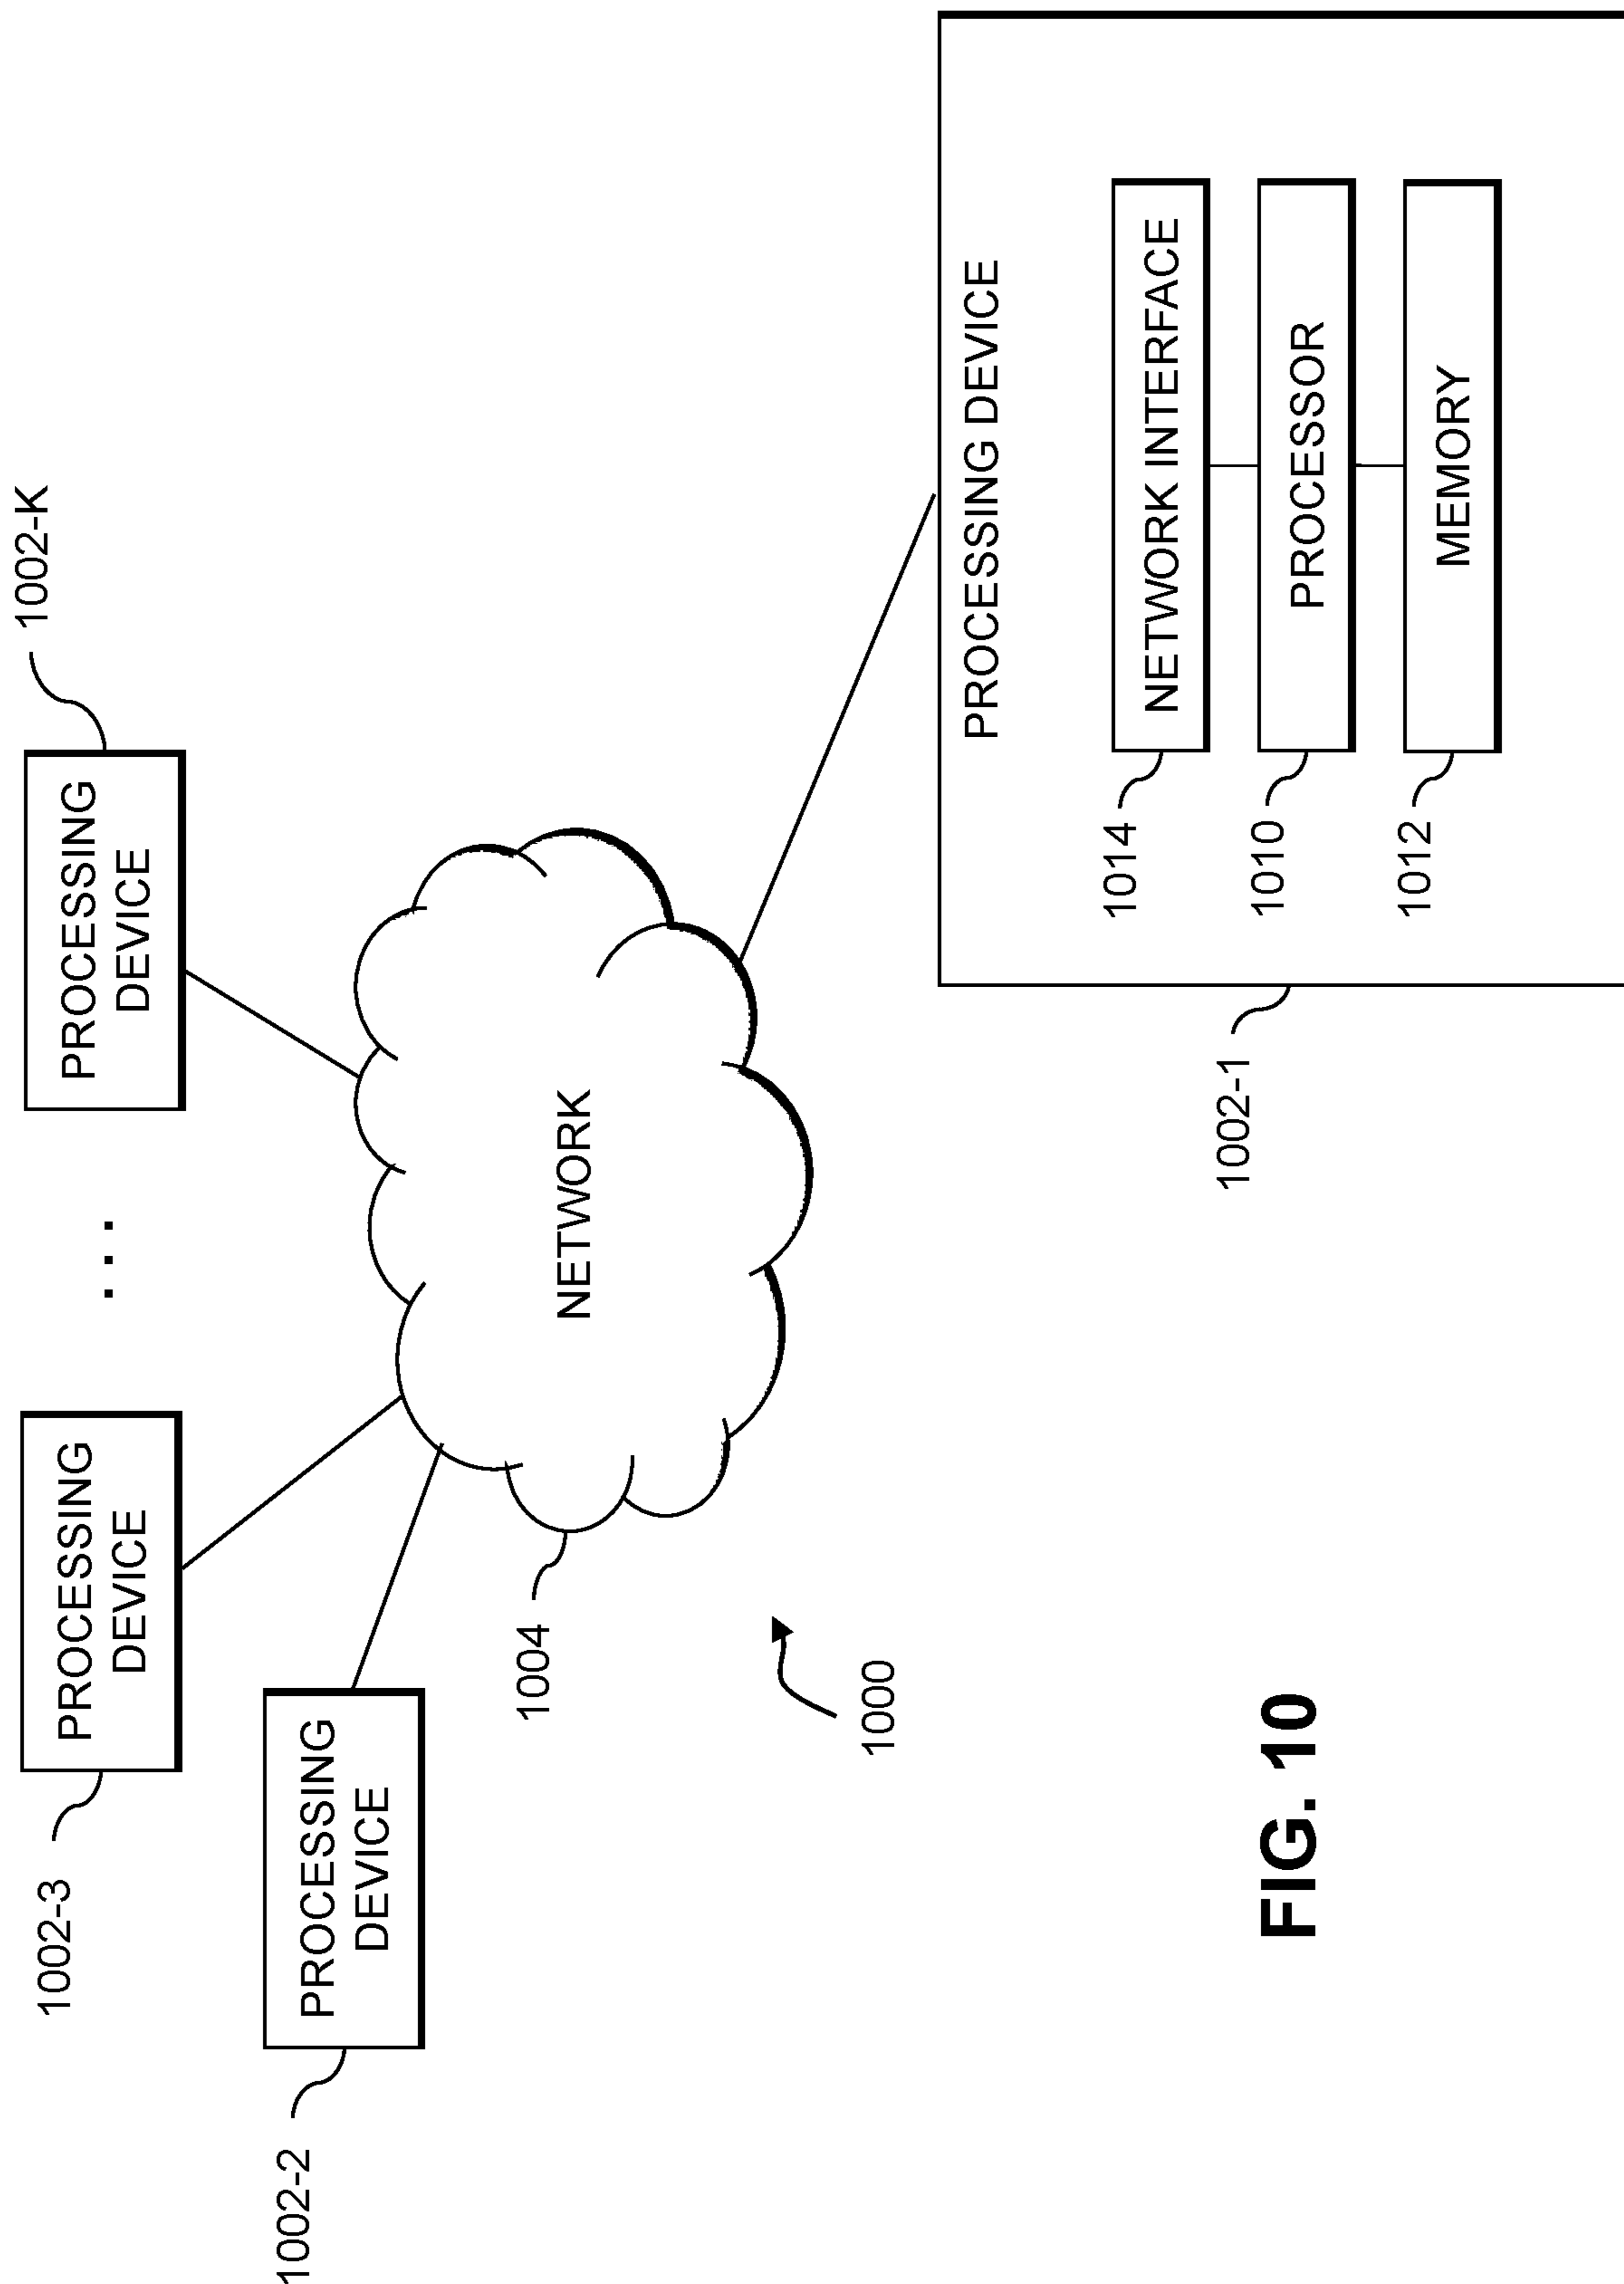 1002-2
1002-3
1002-K
PROCESSING
DEVICE
PROCESSING
DEVICE
PROCESSING
DEVICE
. . .
NETWORK
1004
1000
1002-1
PROCESSING DEVICE
1014
NETWORK INTERFACE
1010
PROCESSOR
1012
MEMORY
FIG. 10